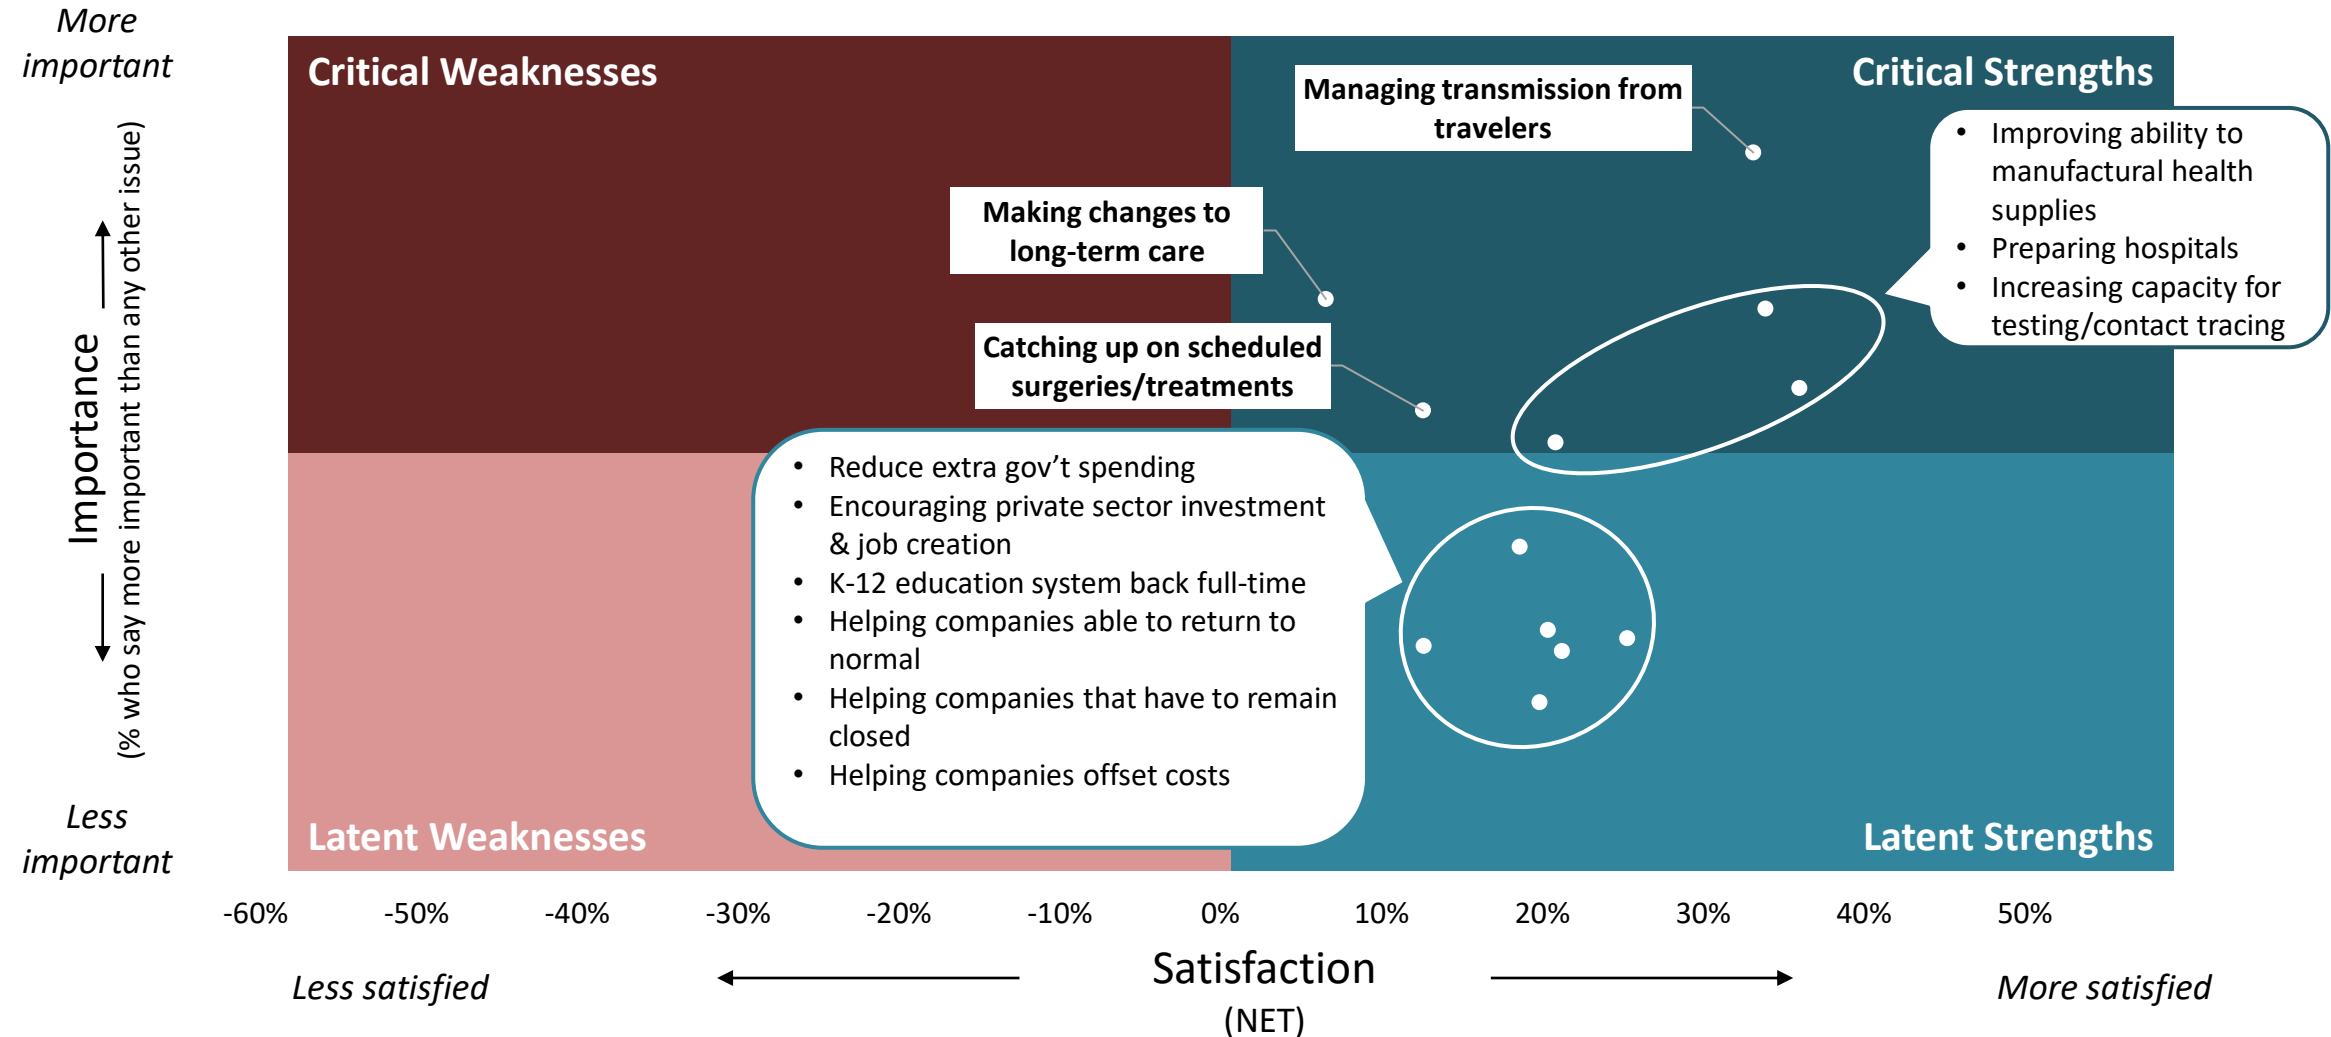 More
important
Importance
(% who say more important than any other issue)
Less
important
Critical Weaknesses
Critical Strengths
Managing transmission from
travelers
• Improving ability to
manufactural health
supplies
• Preparing hospitals
• Increasing capacity for
testing/contact tracing
Making changes to
long-term care
Catching up on scheduled
surgeries/treatments
• Reduce extra gov’t spending
• Encouraging private sector investment
& job creation
• K-12 education system back full-time
• Helping companies able to return to
normal
• Helping companies that have to remain
closed
• Helping companies offset costs
Latent Weaknesses
Latent Strengths
-60% -50% -40% -30% -20% -10% 0% 10% 20% 30% 40% 50%
Less satisfied
Satisfaction
(NET)
More satisfied